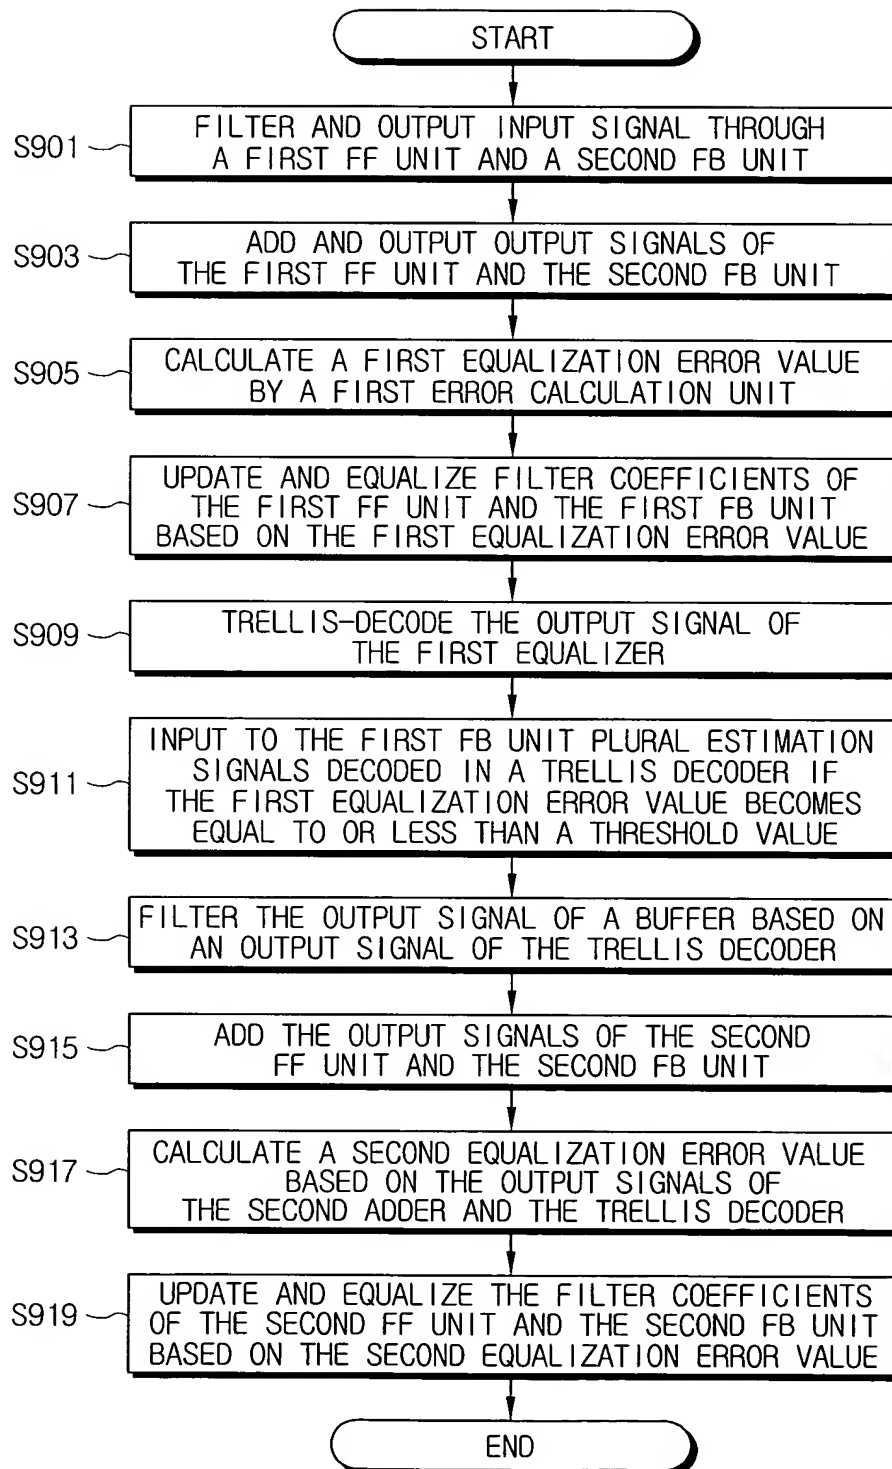 START
S901
FILTER AND OUTPUT INPUT SIGNAL THROUGH
A FIRST FF UNIT AND A SECOND FB UNIT
S903
ADD AND OUTPUT OUTPUT SIGNALS OF
THE FIRST FF UNIT AND THE SECOND FB UNIT
S905
CALCULATE A FIRST EQUALIZATION ERROR VALUE
BY A FIRST ERROR CALCULATION UNIT
S907
UPDATE AND EQUALIZE FILTER COEFFICIENTS OF
THE FIRST FF UNIT AND THE FIRST FB UNIT
BASED ON THE FIRST EQUALIZATION ERROR VALUE
S909
TRELLIS-DECODE THE OUTPUT SIGNAL OF
THE FIRST EQUALIZER
S911
INPUT TO THE FIRST FB UNIT PLURAL ESTIMATION
SIGNALS DECODED IN A TRELLIS DECODER IF
THE FIRST EQUALIZATION ERROR VALUE BECOMES
EQUAL TO OR LESS THAN A THRESHOLD VALUE
S913
FILTER THE OUTPUT SIGNAL OF A BUFFER BASED ON
AN OUTPUT SIGNAL OF THE TRELLIS DECODER
S915
ADD THE OUTPUT SIGNALS OF THE SECOND
FF UNIT AND THE SECOND FB UNIT
S917
CALCULATE A SECOND EQUALIZATION ERROR VALUE
BASED ON THE OUTPUT SIGNALS OF
THE SECOND ADDER AND THE TRELLIS DECODER
S919
UPDATE AND EQUALIZE THE FILTER COEFFICIENTS
OF THE SECOND FF UNIT AND THE SECOND FB UNIT
BASED ON THE SECOND EQUALIZATION ERROR VALUE
END